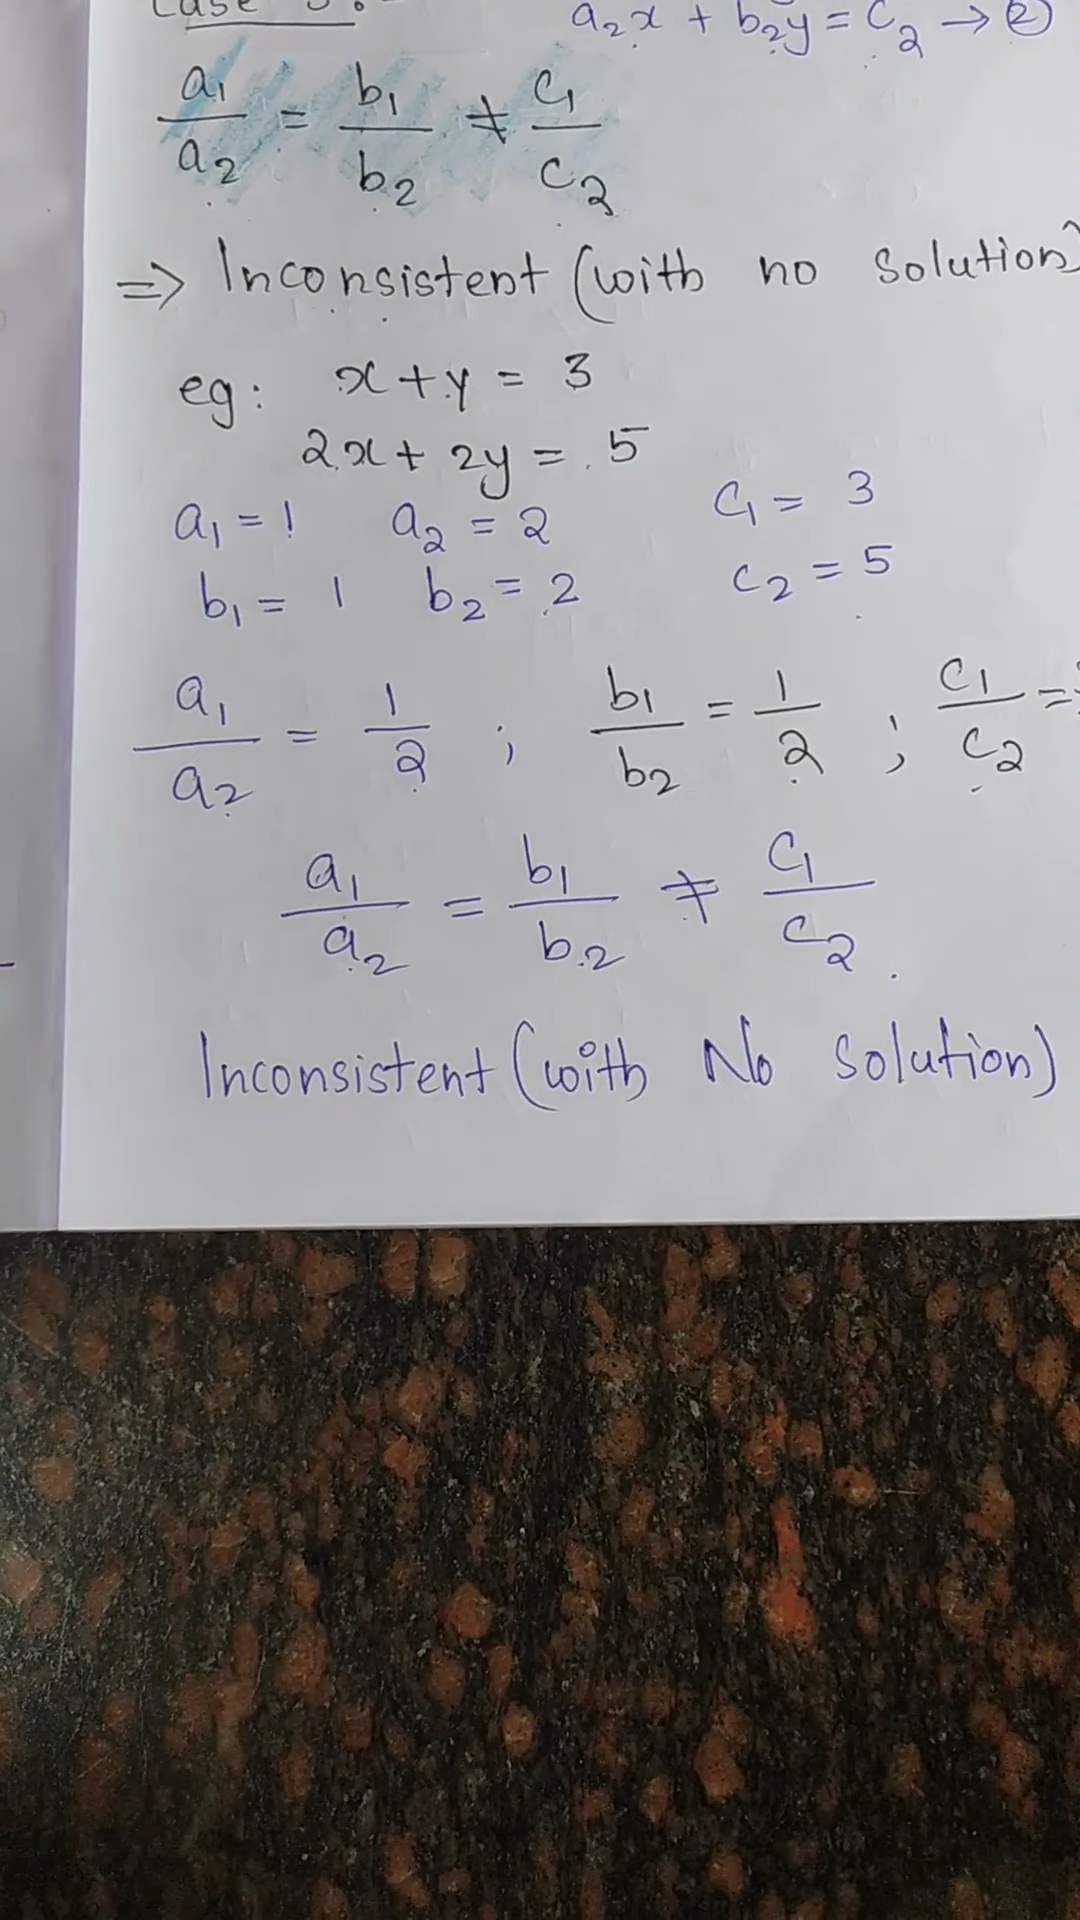 Case 3:
a₂x + b₂y = c₂ → ②
a₁/a₂ = b₁/b₂ ≠ c₁/c₂
⇒ Inconsistent (with no solution)
eg: x + y = 3
2x + 2y = 5
a₁ = 1 a₂ = 2 c₁ = 3
b₁ = 1 b₂ = 2 c₂ = 5
a₁/a₂ = 1/2 ; b₁/b₂ = 1/2 ; c₁/c₂ =
a₁/a₂ = b₁/b₂ ≠ c₁/c₂.
Inconsistent (with No solution)